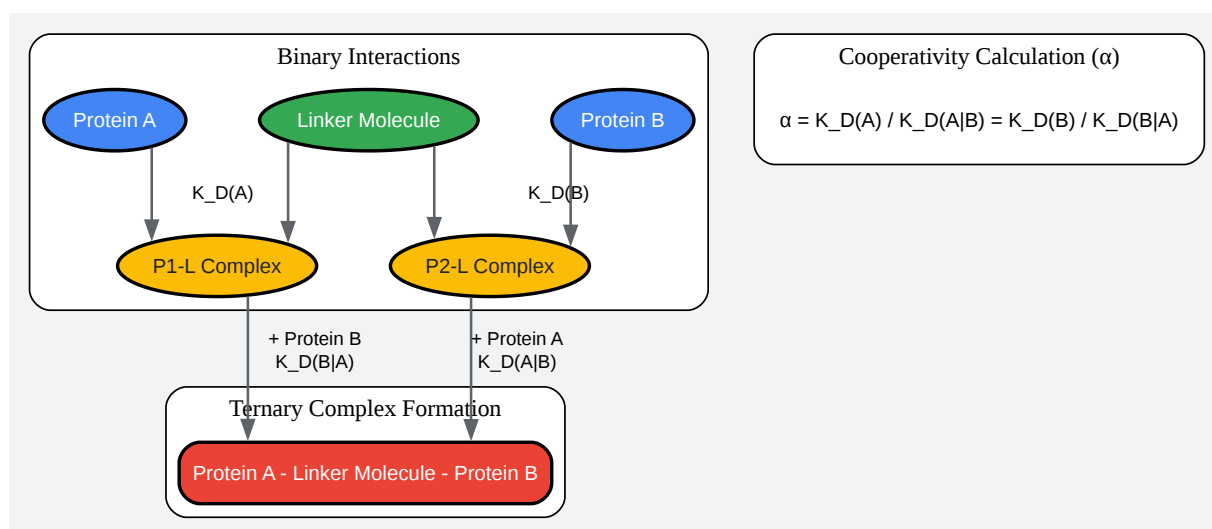 Binary Interactions
Cooperativity Calculation (α)
Protein A
Linker Molecule
Protein B
α = K_D(A) / K_D(A|B) = K_D(B) / K_D(B|A)
K_D(A)
K_D(B)
P1-L Complex
P2-L Complex
+ Protein B
K_D(B|A)
+ Protein A
K_D(A|B)
Ternary Complex Formation
Protein A - Linker Molecule - Protein B